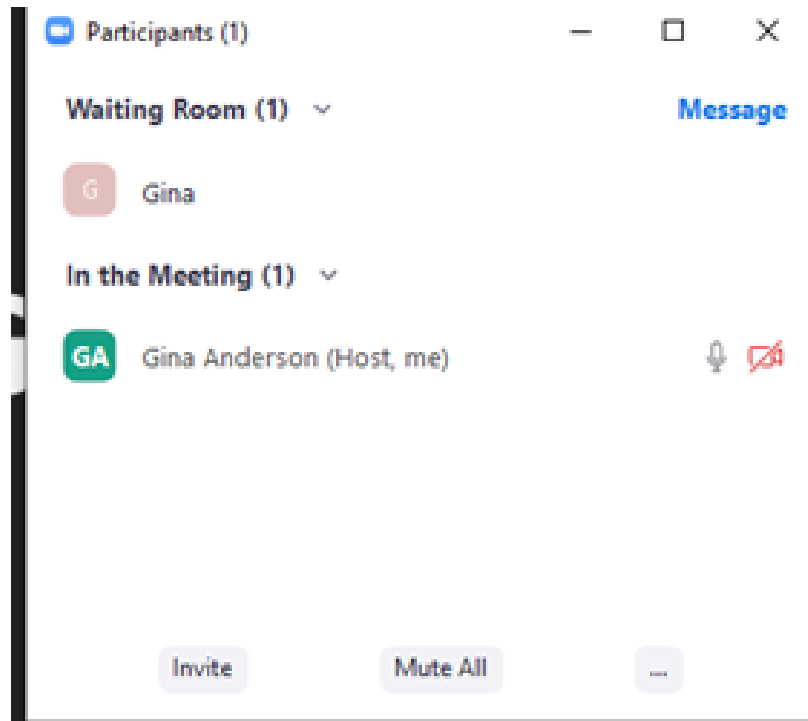 Participants (1)
Waiting Room (1) Message
G Gina
In the Meeting (1)
GA Gina Anderson (Host, me)
Invite Mute All ...